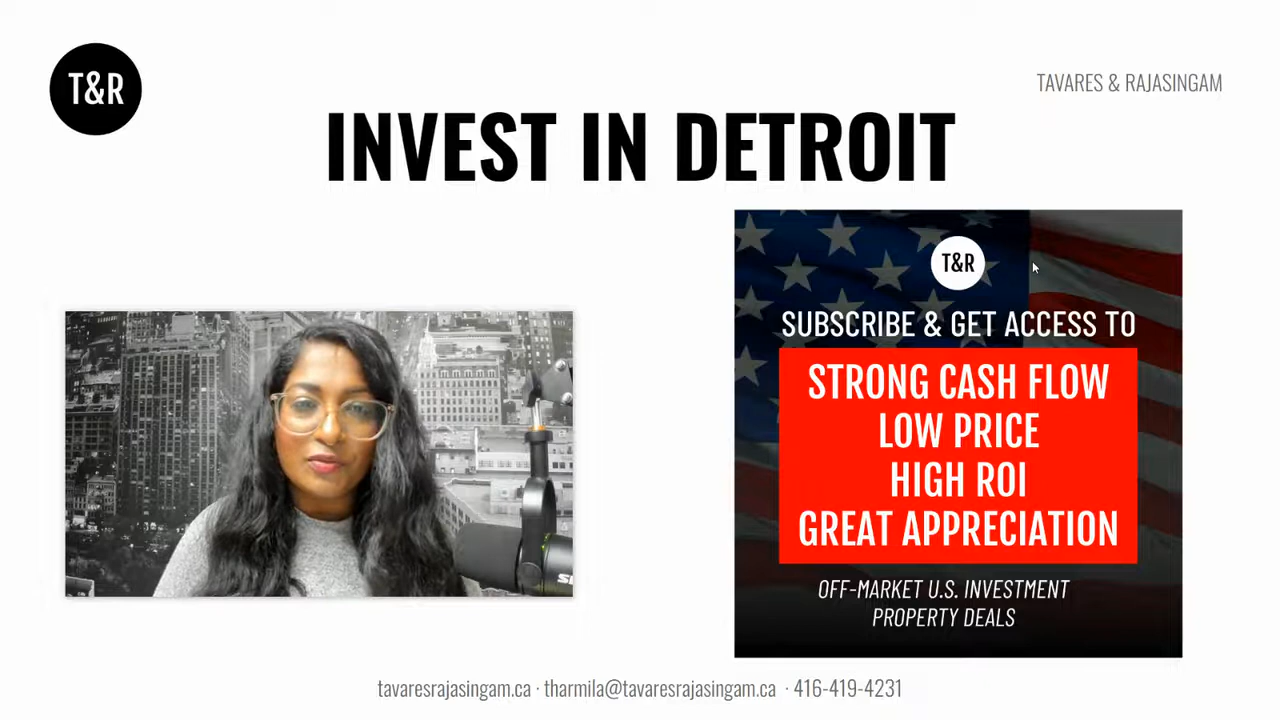 T&R
TAVARES & RAJASINGAM
INVEST IN DETROIT
T&R
SUBSCRIBE & GET ACCESS TO
STRONG CASH FLOW
LOW PRICE
HIGH ROI
GREAT APPRECIATION
OFF-MARKET U.S. INVESTMENT
PROPERTY DEALS
tavaresrajasingam.ca · tharmila@tavaresrajasingam.ca · 416-419-4231